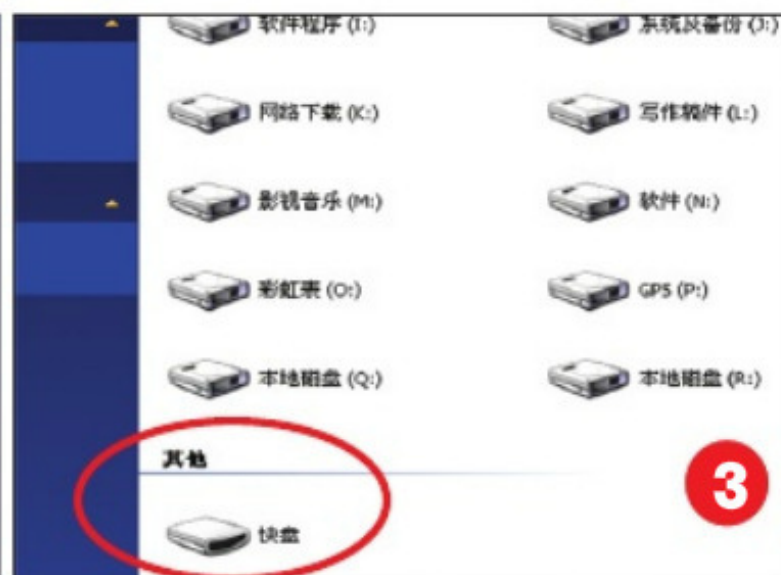 软件程序 (I:) 系统及备份 (J:)
网络下载 (K:) 写作稿件 (L:)
影视音乐 (M:) 软件 (N:)
彩虹表 (O:) GPS (P:)
本地磁盘 (Q:) 本地磁盘 (R:)
其他
3
快盘